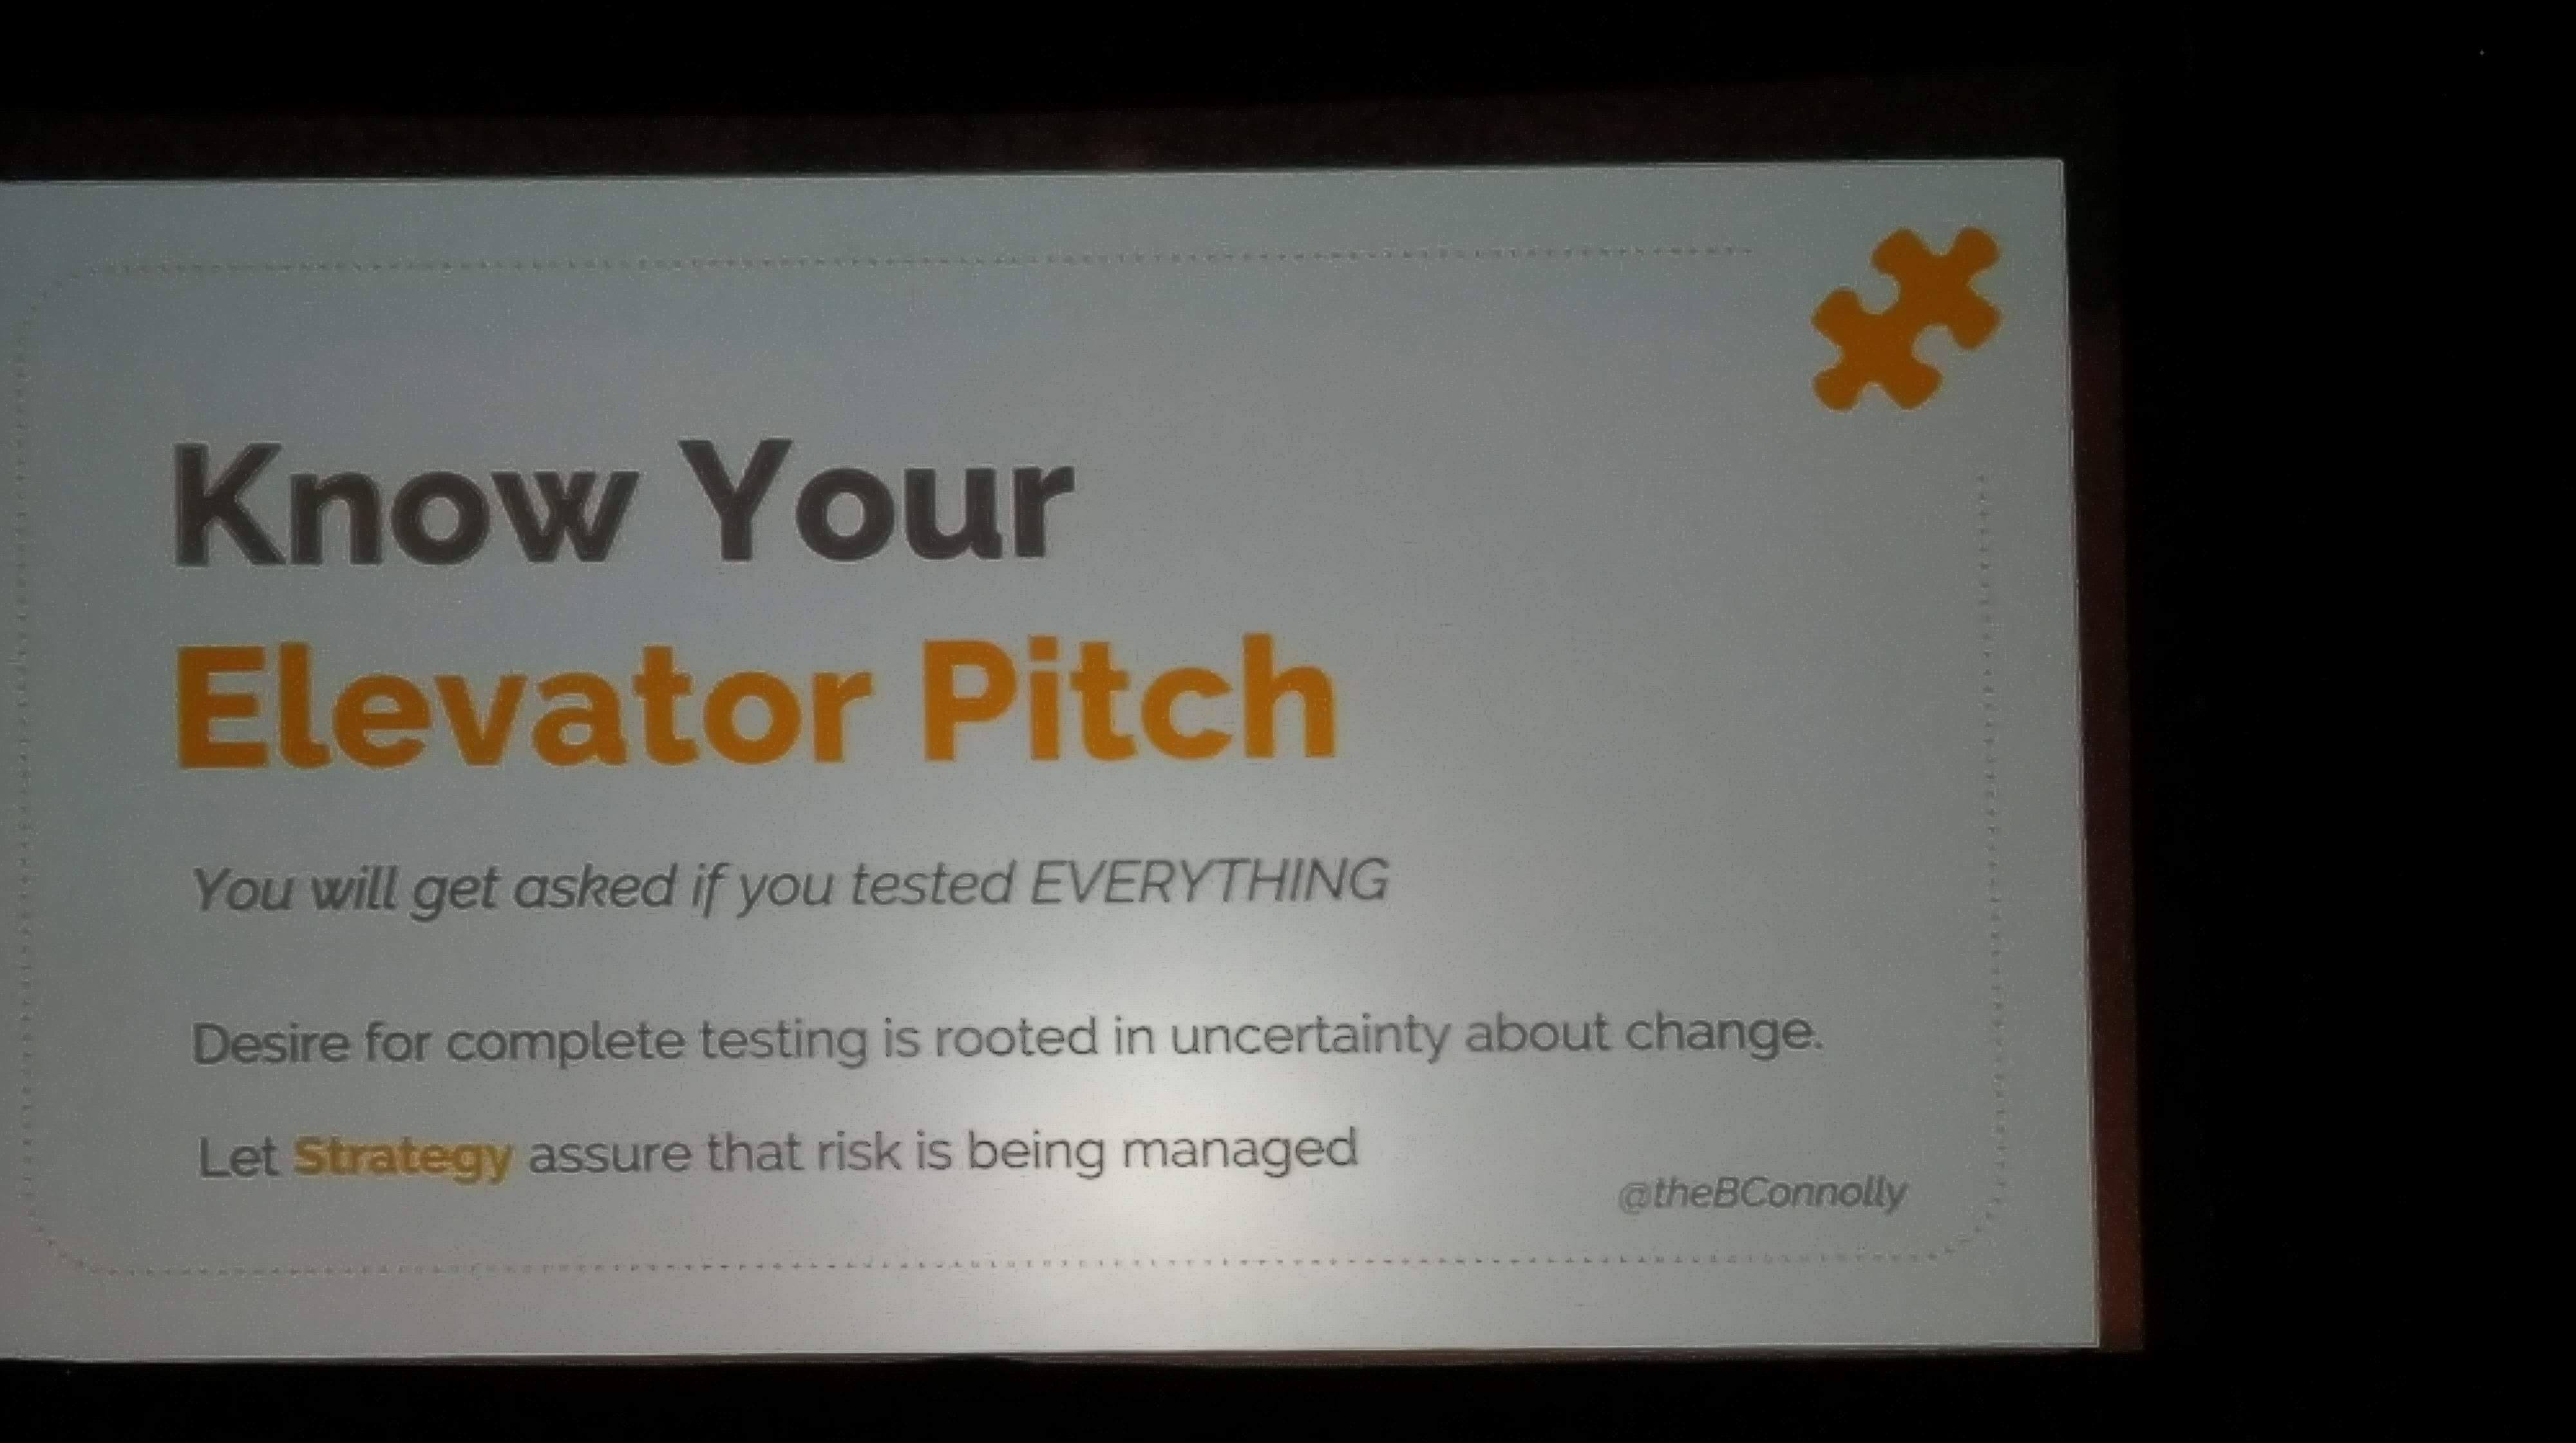 Know Your
Elevator Pitch
You will get asked if you tested EVERYTHING
Desire for complete testing is rooted in uncertainty about change.
Let Strategy assure that risk is being managed
@theBConnolly